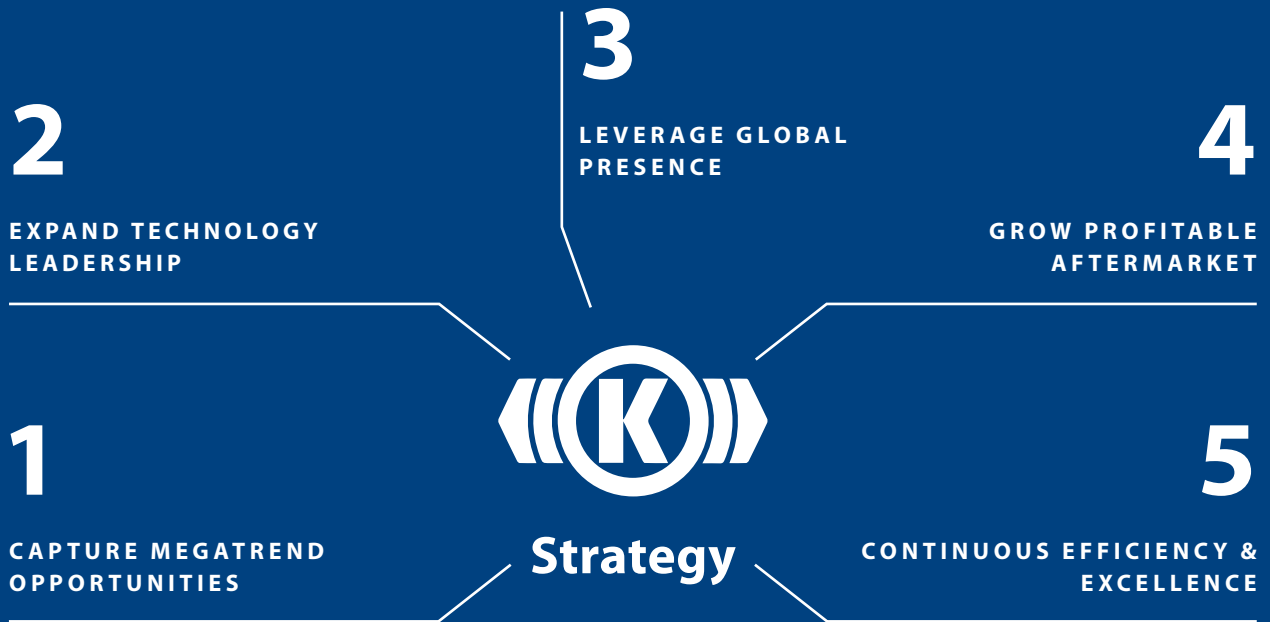 3
LEVERAGE GLOBAL
PRESENCE
2
EXPAND TECHNOLOGY
LEADERSHIP
4
GROW PROFITABLE
AFTERMARKET
1
CAPTURE MEGATREND
OPPORTUNITIES
K
Strategy
5
CONTINUOUS EFFICIENCY &
EXCELLENCE